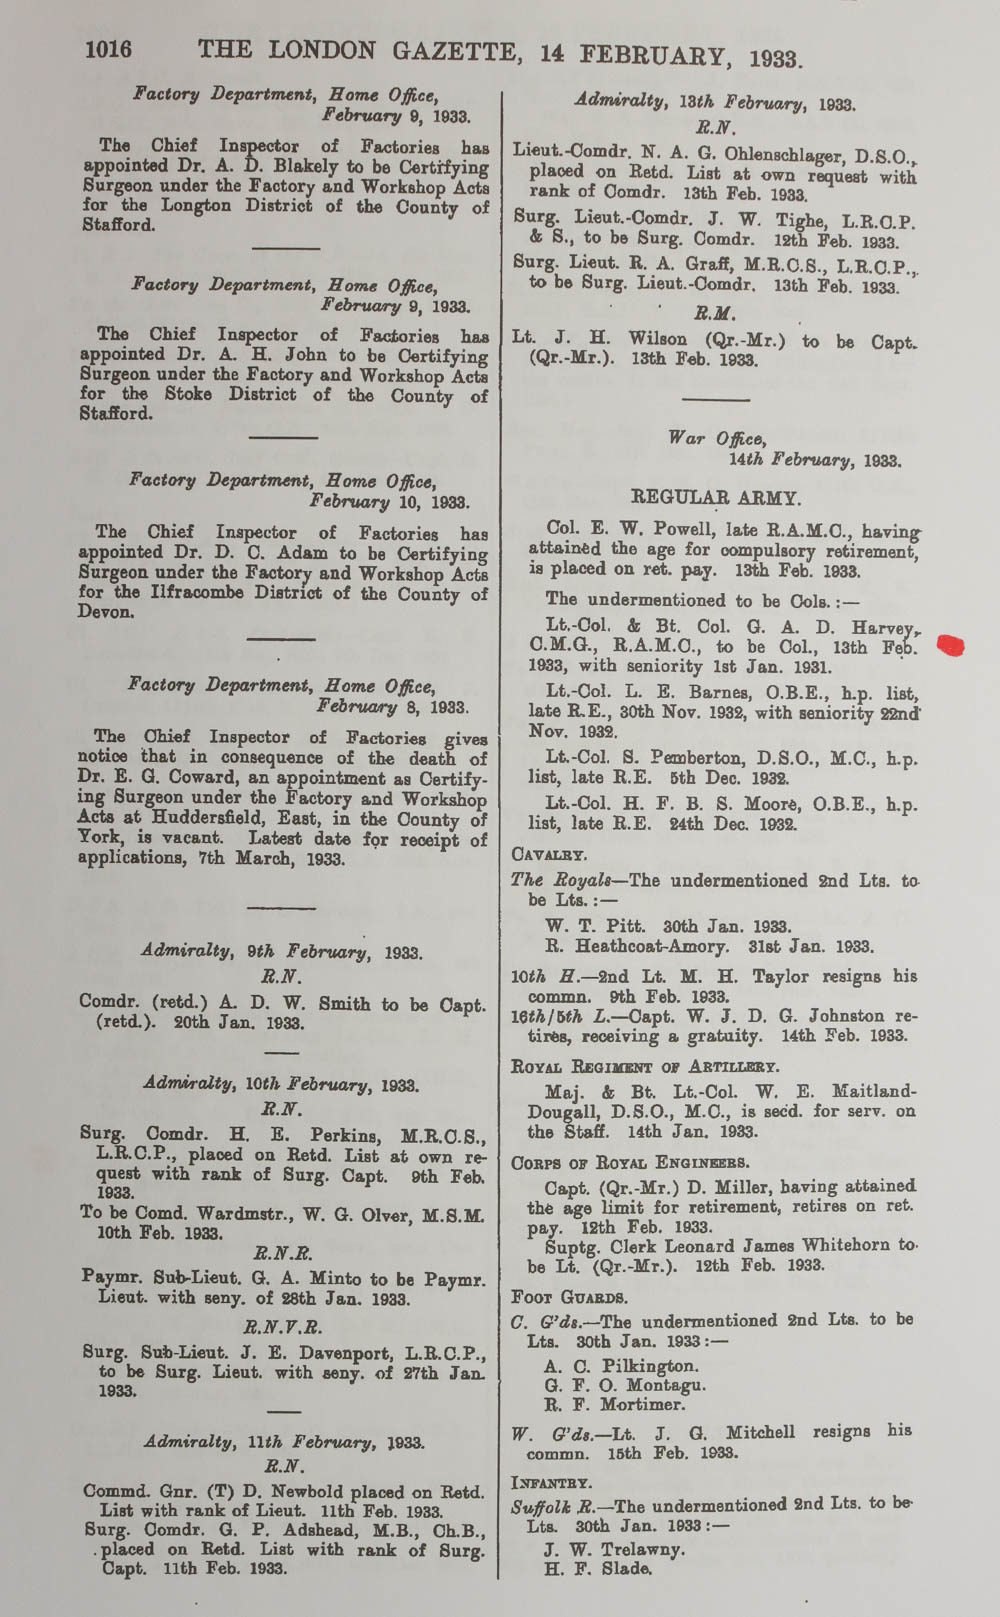 1016 THE LONDON GAZETTE, 14 FEBRUARY, 1933.
Factory Department, Home Office,
February 9, 1933.
The Chief Inspector of Factories has
appointed Dr. A. D. Blakely to be Certifying
Surgeon under the Factory and Workshop Acts
for the Longton District of the County of
Stafford.
Factory Department, Home Office,
February 9, 1933.
The Chief Inspector of Factories has
appointed Dr. A. H. John to be Certifying
Surgeon under the Factory and Workshop Acts
for the Stoke District of the County of
Stafford.
Factory Department, Home Office,
February 10, 1933.
The Chief Inspector of Factories has
appointed Dr. D. C. Adam to be Certifying
Surgeon under the Factory and Workshop Acts
for the Ilfracombe District of the County of
Devon.
Factory Department, Home Office,
February 8, 1933.
The Chief Inspector of Factories gives
notice that in consequence of the death of
Dr. E. G. Coward, an appointment as Certify-
ing Surgeon under the Factory and Workshop
Acts at Huddersfield, East, in the County of
York, is vacant. Latest date for receipt of
applications, 7th March, 1933.
Admiralty, 9th February, 1933.
R.N.
Comdr. (retd.) A. D. W. Smith to be Capt.
(retd.). 20th Jan. 1933.
Admiralty, 10th February, 1933.
R.N.
Surg. Comdr. H. E. Perkins, M.R.C.S.,
L.R.C.P., placed on Retd. List at own re-
quest with rank of Surg. Capt. 9th Feb.
1933.
To be Comd. Wardmstr., W. G. Olver, M.S.M.
10th Feb. 1933.
R.N.R.
Paymr. Sub-Lieut. G. A. Minto to be Paymr.
Lieut. with seny. of 28th Jan. 1933.
R.N.V.R.
Surg. Sub-Lieut. J. E. Davenport, L.R.C.P.,
to be Surg. Lieut. with seny. of 27th Jan.
1933.
Admiralty, 11th February, 1933.
R.N.
Commd. Gnr. (T) D. Newbold placed on Retd.
List with rank of Lieut. 11th Feb. 1933.
Surg. Comdr. G. P. Adshead, M.B., Ch.B.,
placed on Retd. List with rank of Surg.
Capt. 11th Feb. 1933.
Admiralty, 13th February, 1933.
R.N.
Lieut.-Comdr. N. A. G. Ohlenschlager, D.S.O.,
placed on Retd. List at own request with
rank of Comdr. 13th Feb. 1933.
Surg. Lieut.-Comdr. J. W. Tighe, L.R.C.P.
& S., to be Surg. Comdr. 12th Feb. 1933.
Surg. Lieut. R. A. Graff, M.R.C.S., L.R.C.P.,
to be Surg. Lieut.-Comdr. 13th Feb. 1933.
R.M.
Lt. J. H. Wilson (Qr.-Mr.) to be Capt.
(Qr.-Mr.). 13th Feb. 1933.
War Office,
14th February, 1933.
REGULAR ARMY.
Col. E. W. Powell, late R.A.M.C., having
attained the age for compulsory retirement,
is placed on ret. pay. 13th Feb. 1933.
The undermentioned to be Cols.:—
Lt.-Col. & Bt. Col. G. A. D. Harvey,
C.M.G., R.A.M.C., to be Col., 13th Feb.
1933, with seniority 1st Jan. 1931.
Lt.-Col. L. E. Barnes, O.B.E., h.p. list,
late R.E., 30th Nov. 1932, with seniority 22nd
Nov. 1932.
Lt.-Col. S. Pemberton, D.S.O., M.C., h.p.
list, late R.E. 5th Dec. 1932.
Lt.-Col. H. F. B. S. Moore, O.B.E., h.p.
list, late R.E. 24th Dec. 1932.
CAVALRY.
The Royals—The undermentioned 2nd Lts. to
be Lts.:—
W. T. Pitt. 30th Jan. 1933.
R. Heathcoat-Amory. 31st Jan. 1933.
10th H.—2nd Lt. M. H. Taylor resigns his
commn. 9th Feb. 1933.
16th/5th L.—Capt. W. J. D. G. Johnston re-
tires, receiving a gratuity. 14th Feb. 1933.
ROYAL REGIMENT OF ARTILLERY.
Maj. & Bt. Lt.-Col. W. E. Maitland-
Dougall, D.S.O., M.C., is secd. for serv. on
the Staff. 14th Jan. 1933.
CORPS OF ROYAL ENGINEERS.
Capt. (Qr.-Mr.) D. Miller, having attained
the age limit for retirement, retires on ret.
pay. 12th Feb. 1933.
Suptg. Clerk Leonard James Whitehorn to
be Lt. (Qr.-Mr.). 12th Feb. 1933.
FOOT GUARDS.
C. G'ds.—The undermentioned 2nd Lts. to be
Lts. 30th Jan. 1933:—
A. C. Pilkington.
G. F. O. Montagu.
R. F. Mortimer.
W. G'ds.—Lt. J. G. Mitchell resigns his
commn. 15th Feb. 1933.
INFANTRY.
Suffolk R.—The undermentioned 2nd Lts. to be
Lts. 30th Jan. 1933:—
J. W. Trelawny.
H. F. Slade.